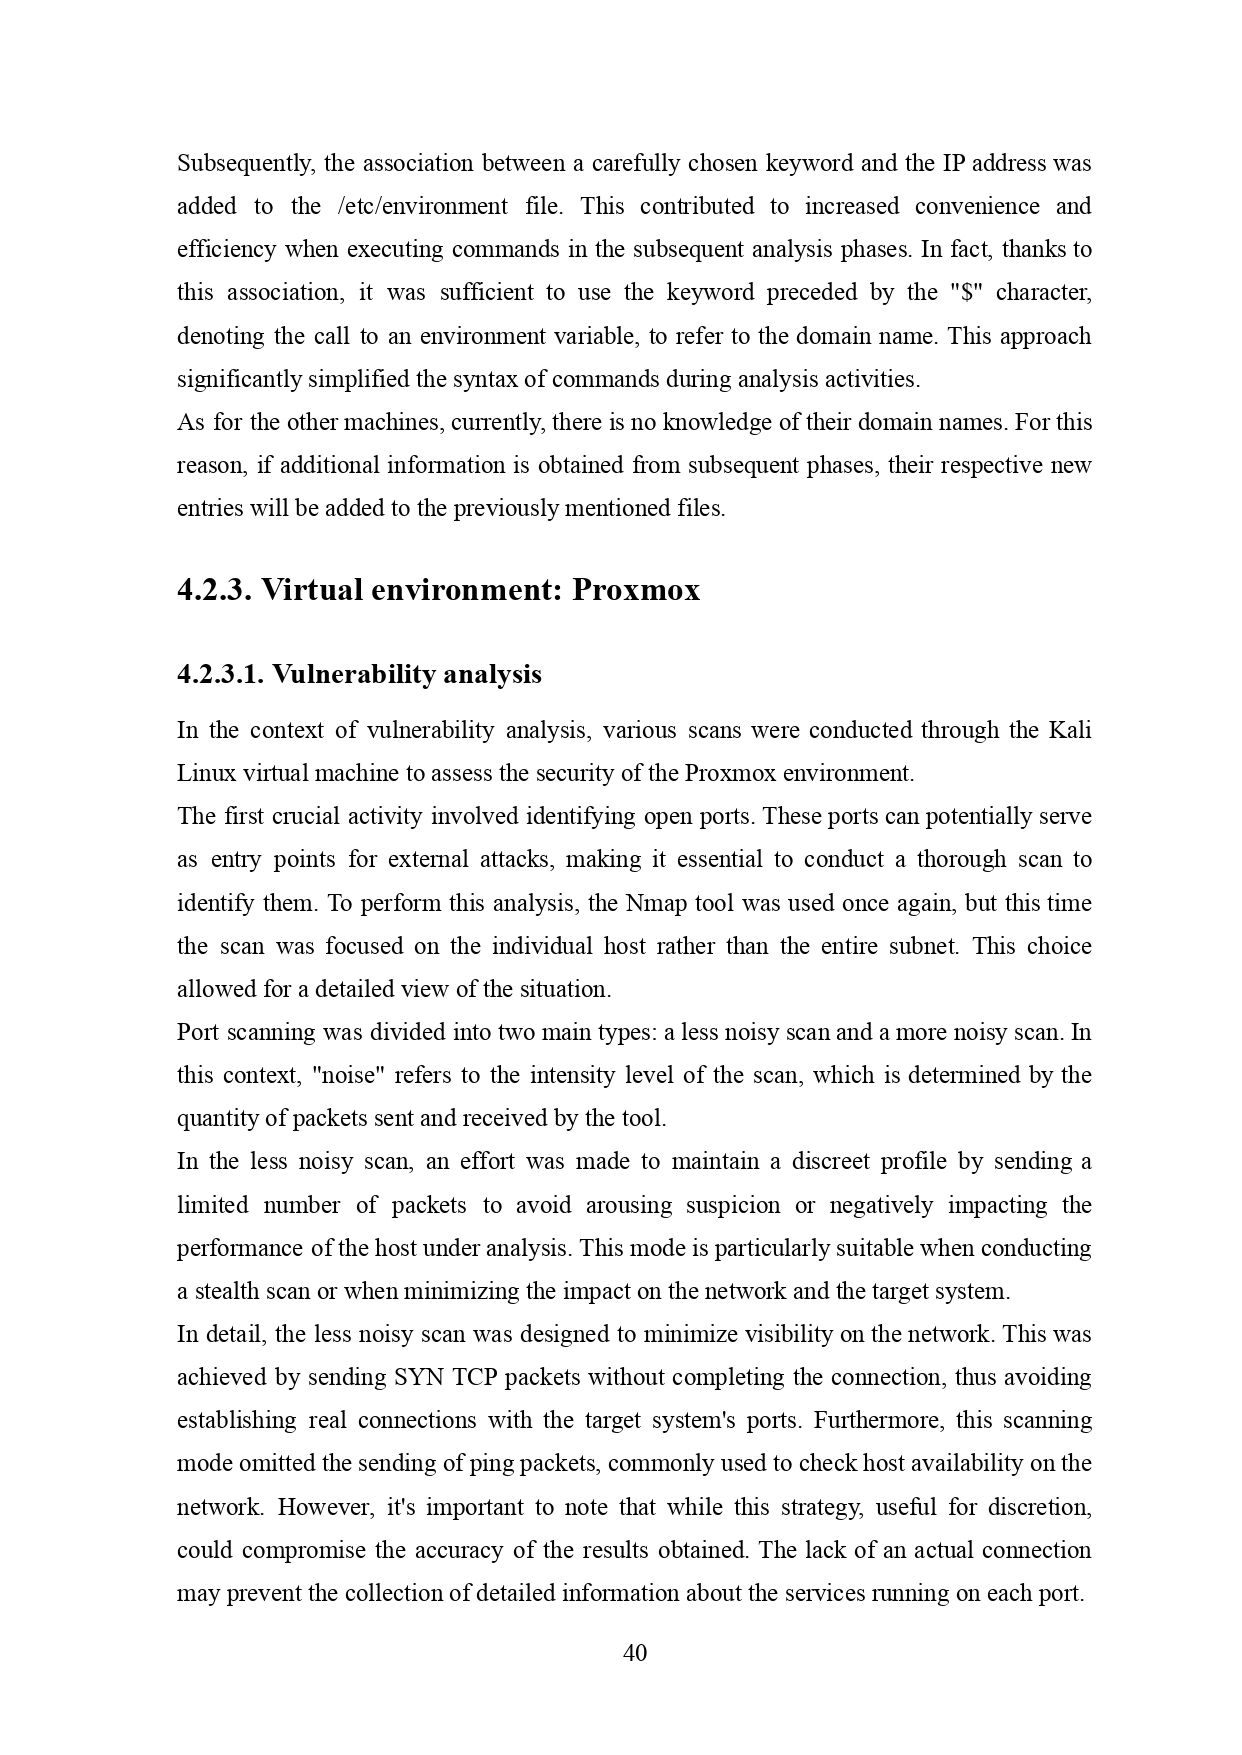 Subsequently, the association between a carefully chosen keyword and the IP address was
added to the /etc/environment file. This contributed to increased convenience and
efficiency when executing commands in the subsequent analysis phases. In fact, thanks to
this association, it was sufficient to use the keyword preceded by the "$" character,
denoting the call to an environment variable, to refer to the domain name. This approach
significantly simplified the syntax of commands during analysis activities.
As for the other machines, currently, there is no knowledge of their domain names. For this
reason, if additional information is obtained from subsequent phases, their respective new
entries will be added to the previously mentioned files.
4.2.3. Virtual environment: Proxmox
4.2.3.1. Vulnerability analysis
In the context of vulnerability analysis, various scans were conducted through the Kali
Linux virtual machine to assess the security of the Proxmox environment.
The first crucial activity involved identifying open ports. These ports can potentially serve
as entry points for external attacks, making it essential to conduct a thorough scan to
identify them. To perform this analysis, the Nmap tool was used once again, but this time
the scan was focused on the individual host rather than the entire subnet. This choice
allowed for a detailed view of the situation.
Port scanning was divided into two main types: a less noisy scan and a more noisy scan. In
this context, "noise" refers to the intensity level of the scan, which is determined by the
quantity of packets sent and received by the tool.
In the less noisy scan, an effort was made to maintain a discreet profile by sending a
limited number of packets to avoid arousing suspicion or negatively impacting the
performance of the host under analysis. This mode is particularly suitable when conducting
a stealth scan or when minimizing the impact on the network and the target system.
In detail, the less noisy scan was designed to minimize visibility on the network. This was
achieved by sending SYN TCP packets without completing the connection, thus avoiding
establishing real connections with the target system's ports. Furthermore, this scanning
mode omitted the sending of ping packets, commonly used to check host availability on the
network. However, it's important to note that while this strategy, useful for discretion,
could compromise the accuracy of the results obtained. The lack of an actual connection
may prevent the collection of detailed information about the services running on each port.
40